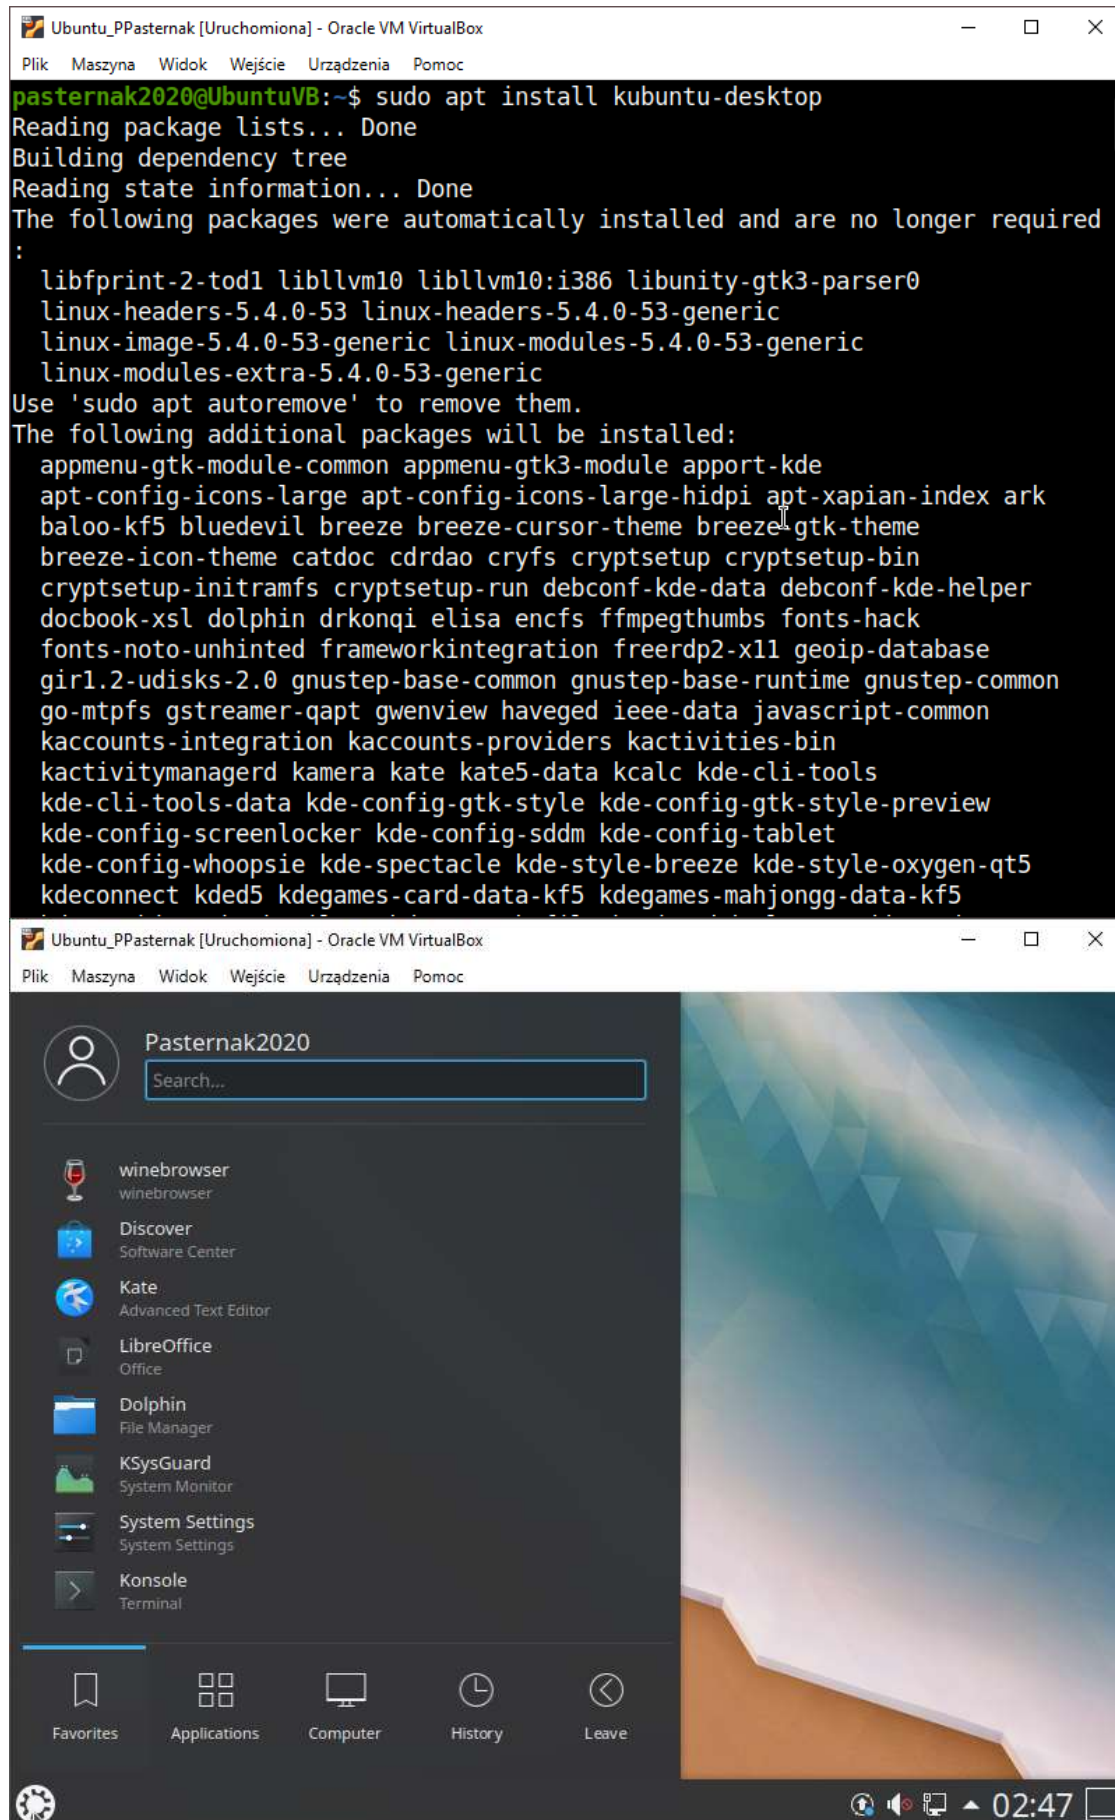 Ubuntu_PPasternak [Uruchomiona] - Oracle VM VirtualBox
Plik Maszyna Widok Wejście Urządzenia Pomoc
pasternak2020@UbuntuVB:~$ sudo apt install kubuntu-desktop
Reading package lists... Done
Building dependency tree
Reading state information... Done
The following packages were automatically installed and are no longer required
:
libfprint-2-tod1 libllvm10 libllvm10:i386 libunity-gtk3-parser0
linux-headers-5.4.0-53 linux-headers-5.4.0-53-generic
linux-image-5.4.0-53-generic linux-modules-5.4.0-53-generic
linux-modules-extra-5.4.0-53-generic
Use 'sudo apt autoremove' to remove them.
The following additional packages will be installed:
appmenu-gtk-module-common appmenu-gtk3-module apport-kde
apt-config-icons-large apt-config-icons-large-hidpi apt-xapian-index ark
baloo-kf5 bluedevil breeze breeze-cursor-theme breeze-gtk-theme
breeze-icon-theme catdoc cdrdao cryfs cryptsetup cryptsetup-bin
cryptsetup-initramfs cryptsetup-run debconf-kde-data debconf-kde-helper
docbook-xsl dolphin drkonqi elisa encfs ffmpegthumbs fonts-hack
fonts-noto-unhinted frameworkintegration freerdp2-x11 geoip-database
gir1.2-udisks-2.0 gnustep-base-common gnustep-base-runtime gnustep-common
go-mtpfs gstreamer-qapt gwenview haveged ieee-data javascript-common
kaccounts-integration kaccounts-providers kactivities-bin
kactivitymanagerd kamera kate kate5-data kcalc kde-cli-tools
kde-cli-tools-data kde-config-gtk-style kde-config-gtk-style-preview
kde-config-screenlocker kde-config-sddm kde-config-tablet
kde-config-whoopsie kde-spectacle kde-style-breeze kde-style-oxygen-qt5
kdeconnect kded5 kdegames-card-data-kf5 kdegames-mahjongg-data-kf5
Ubuntu_PPasternak [Uruchomiona] - Oracle VM VirtualBox
Plik Maszyna Widok Wejście Urządzenia Pomoc
Pasternak2020
Search...
winebrowser
winebrowser
Discover
Software Center
Kate
Advanced Text Editor
LibreOffice
Office
Dolphin
File Manager
KSysGuard
System Monitor
System Settings
System Settings
Konsole
Terminal
Favorites Applications Computer History Leave
02:47